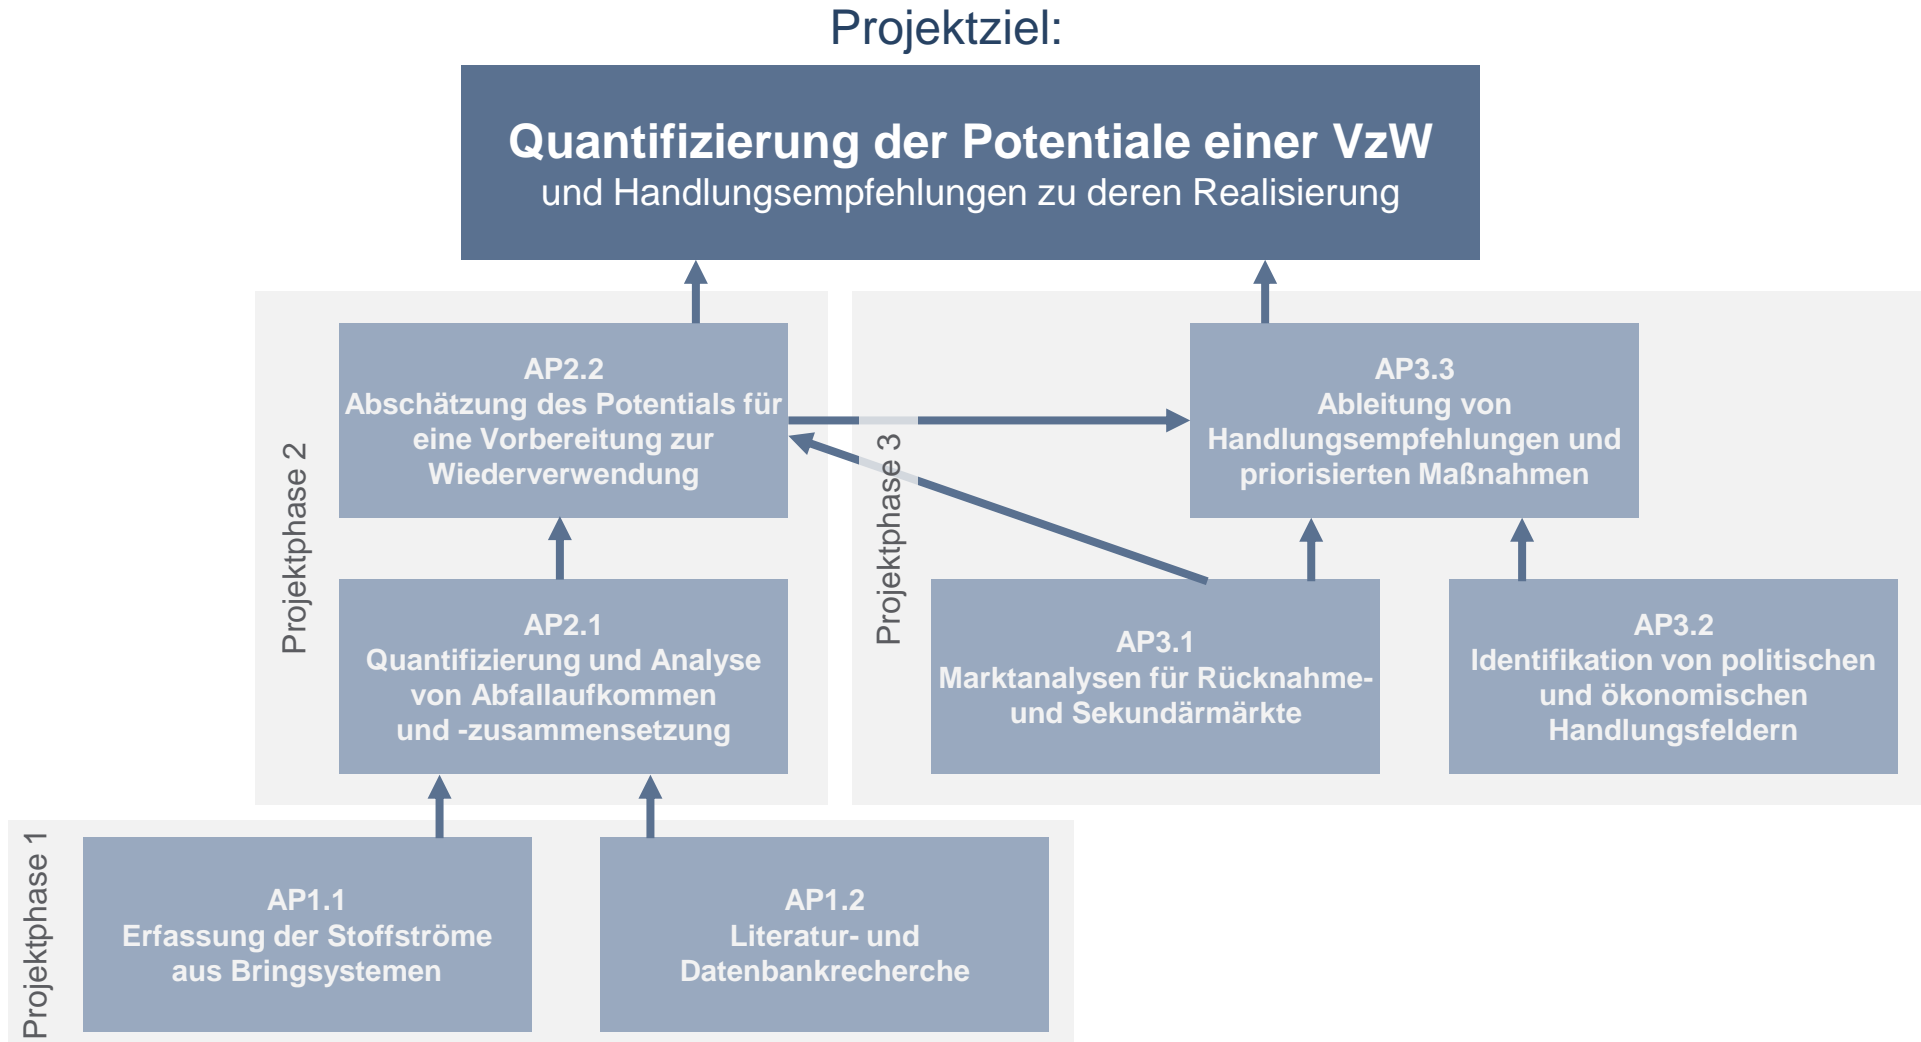 Projektziel:
Quantifizierung der Potentiale einer VzW
und Handlungsempfehlungen zu deren Realisierung
Projektphase 2
AP2.2
Abschätzung des Potentials für
eine Vorbereitung zur
Wiederverwendung
AP2.1
Quantifizierung und Analyse
von Abfallaufkommen
und -zusammensetzung
Projektphase 3
AP3.3
Ableitung von
Handlungsempfehlungen und
priorisierten Maßnahmen
AP3.1
Marktanalysen für Rücknahme-
und Sekundärmärkte
AP3.2
Identifikation von politischen
und ökonomischen
Handlungsfeldern
Projektphase 1
AP1.1
Erfassung der Stoffströme
aus Bringsystemen
AP1.2
Literatur- und
Datenbankrecherche